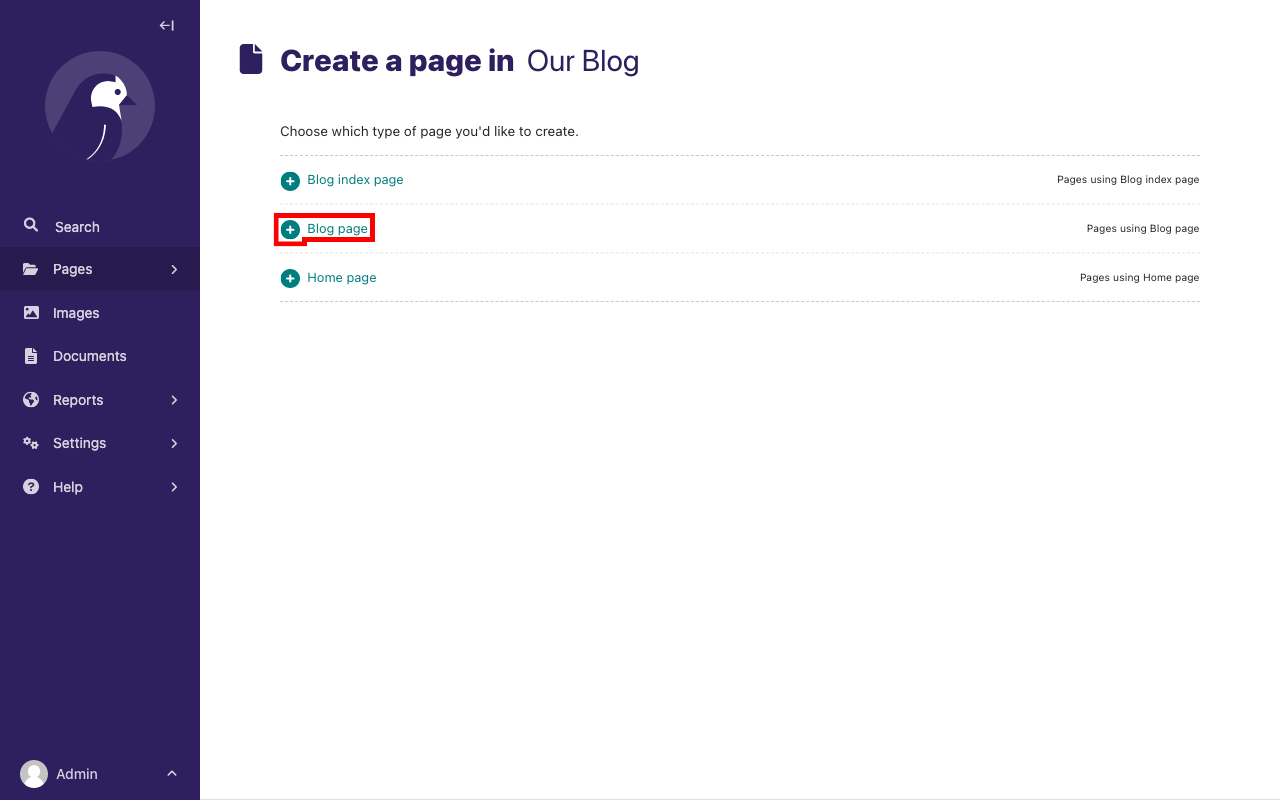 Create a page in Our Blog
Choose which type of page you'd like to create.
Blog index page
Pages using Blog index page
Blog page
Pages using Blog page
Home page
Pages using Home page
Search
Pages
Images
Documents
Reports
Settings
Help
Admin